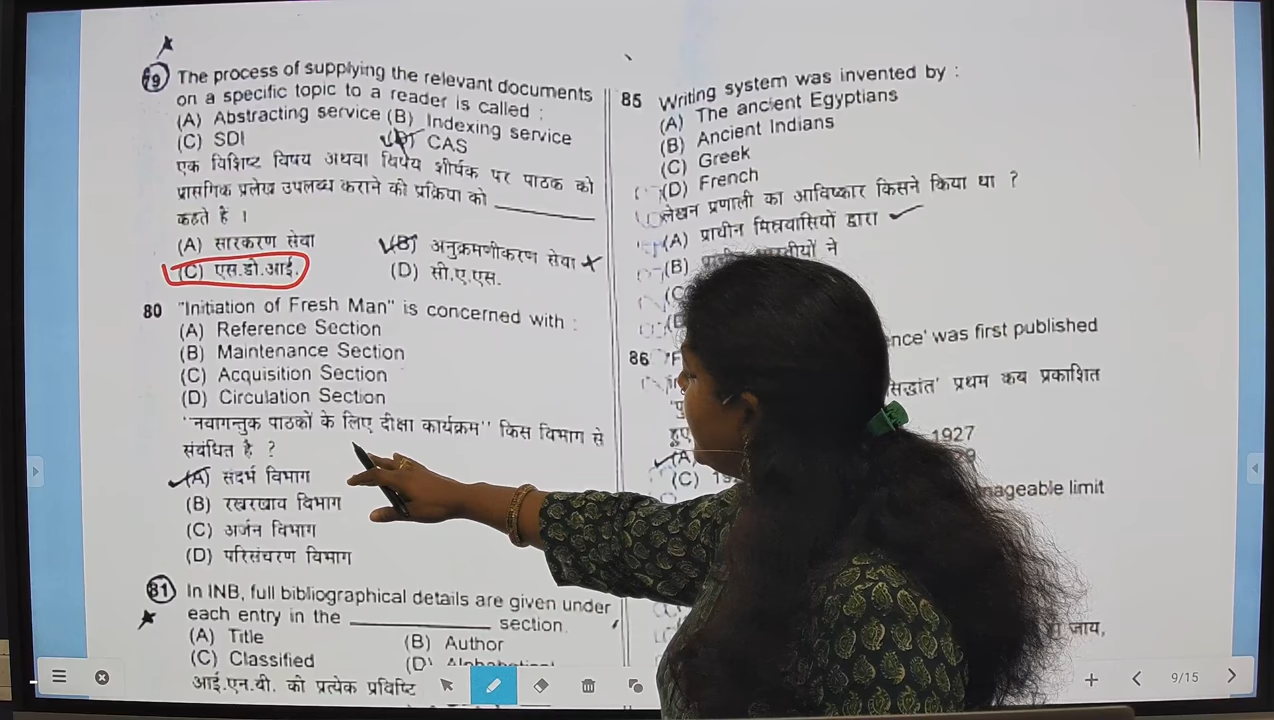 79 The process of supplying the relevant documents
on a specific topic to a reader is called :
(A) Abstracting service (B) Indexing service
(C) SDI (D) CAS
एक विशिष्ट विषय अथवा विषय शीर्षक पर पाठक को
प्रासगिक प्रलेख उपलब्ध कराने की प्रक्रिया को
कहते हैं ।
(A) सारकरण सेवा (B) अनुक्रमणीकरण सेवा
(C) एस.डी.आई. (D) सी.ए.एस.
80 "Initiation of Fresh Man" is concerned with :
(A) Reference Section
(B) Maintenance Section
(C) Acquisition Section
(D) Circulation Section
"नवागन्तुक पाठकों के लिए दीक्षा कार्यक्रम" किस विभाग से
संबंधित है ?
(A) संदर्भ विभाग
(B) रखरखाव विभाग
(C) अर्जन विभाग
(D) परिसंचरण विभाग
81 In INB, full bibliographical details are given under
each entry in the section.
(A) Title (B) Author
(C) Classified (D)
आई.एन.बी. की प्रत्येक प्रविष्टि
85 Writing system was invented by :
(A) The ancient Egyptians
(B) Ancient Indians
(C) Greek
(D) French
लेखन प्रणाली का आविष्कार किसने किया था ?
(A) प्राचीन मिस्रवासियों द्वारा
(B) ने
86 was first published
प्रथम कब प्रकाशित
1927
(A)
(C)
limit
जाय,
9/15